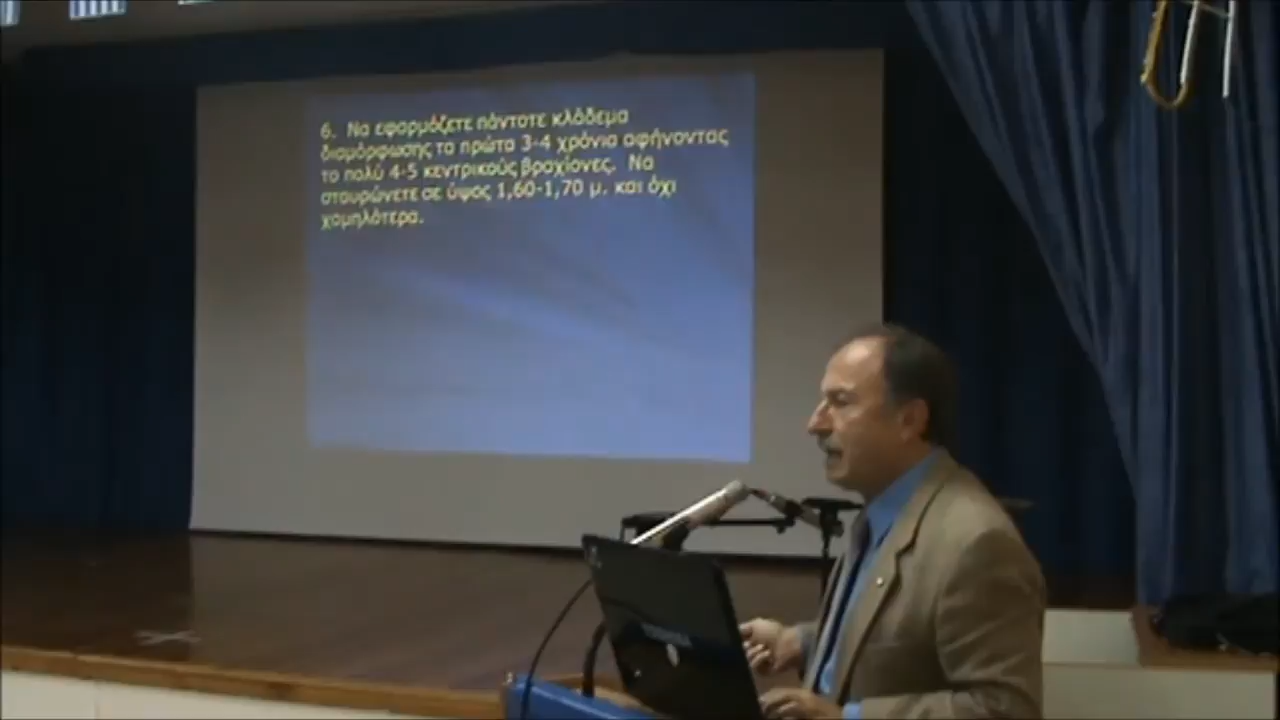 6. Να εφαρμόζετε πάντοτε κλάδεμα
διαμόρφωσης τα πρώτα 3-4 χρόνια αφήνοντας
το πολύ 4-5 κεντρικούς βραχίονες. Να
σταυρώνετε σε ύψος 1,60-1,70 μ. και όχι
χαμηλότερα.